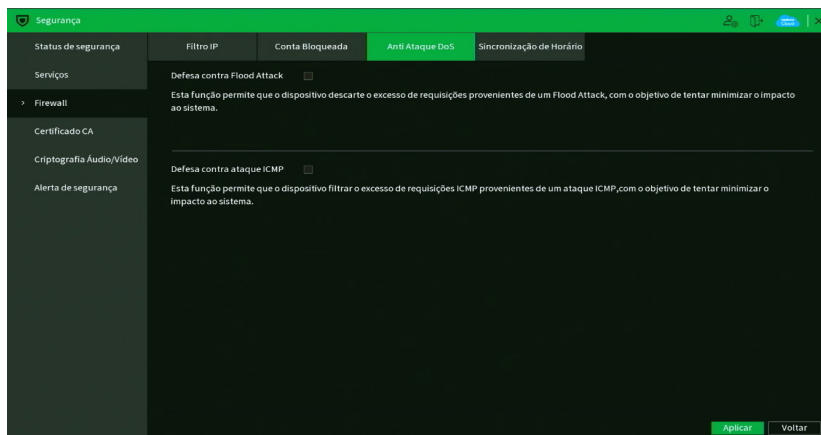 Segurança
Status de segurança
Serviços
> Firewall
Certificado CA
Criptografia Áudio/Vídeo
Alerta de segurança
Filtro IP
Conta Bloqueada
Anti Ataque DoS
Sincronização de Horário
Defesa contra Flood Attack
Esta função permite que o dispositivo descarte o excesso de requisições provenientes de um Flood Attack, com o objetivo de tentar minimizar o impacto
ao sistema.
Defesa contra ataque ICMP
Esta função permite que o dispositivo filtrar o excesso de requisições ICMP provenientes de um ataque ICMP,com o objetivo de tentar minimizar o
impacto ao sistema.
Aplicar
Voltar